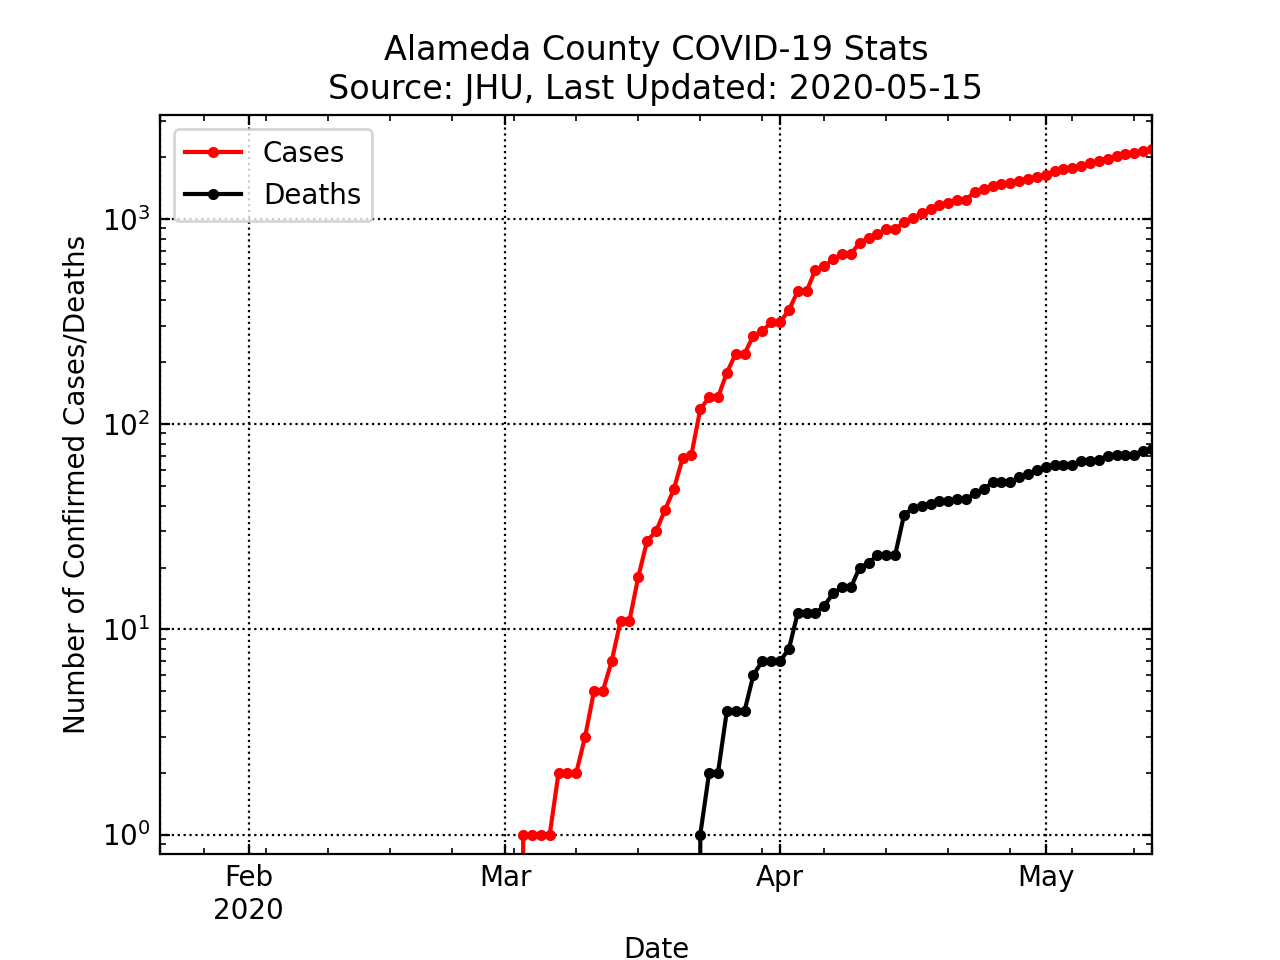 Alameda County COVID-19 Stats
Source: JHU, Last Updated: 2020-05-15
Cases
Deaths
Number of Confirmed Cases/Deaths
10³
10²
10¹
10⁰
Feb Mar Apr May
2020
Date